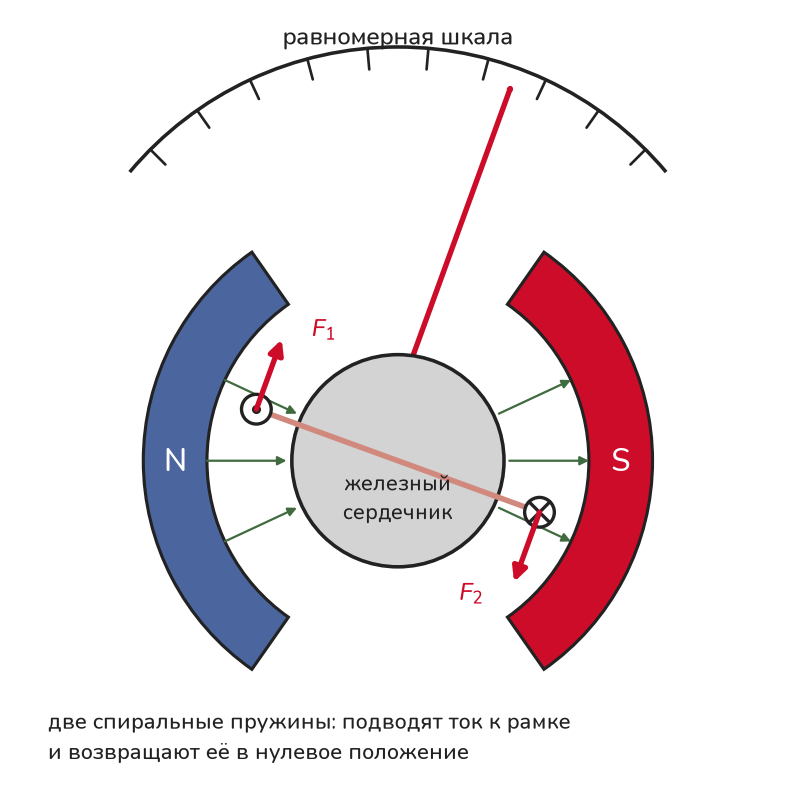 равномерная шкала
F1
N
S
железный
сердечник
F2
две спиральные пружины: подводят ток к рамке
и возвращают её в нулевое положение